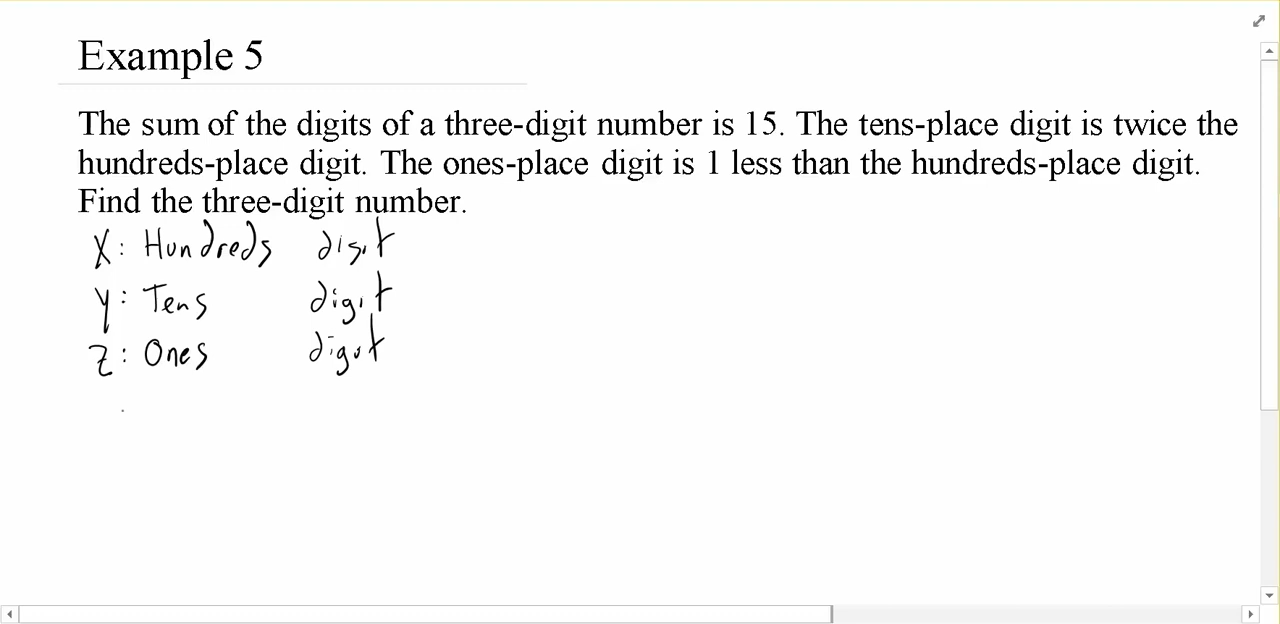 Example 5
The sum of the digits of a three-digit number is 15. The tens-place digit is twice the
hundreds-place digit. The ones-place digit is 1 less than the hundreds-place digit.
Find the three-digit number.
X: Hundreds digit
y: Tens digit
z: Ones digit